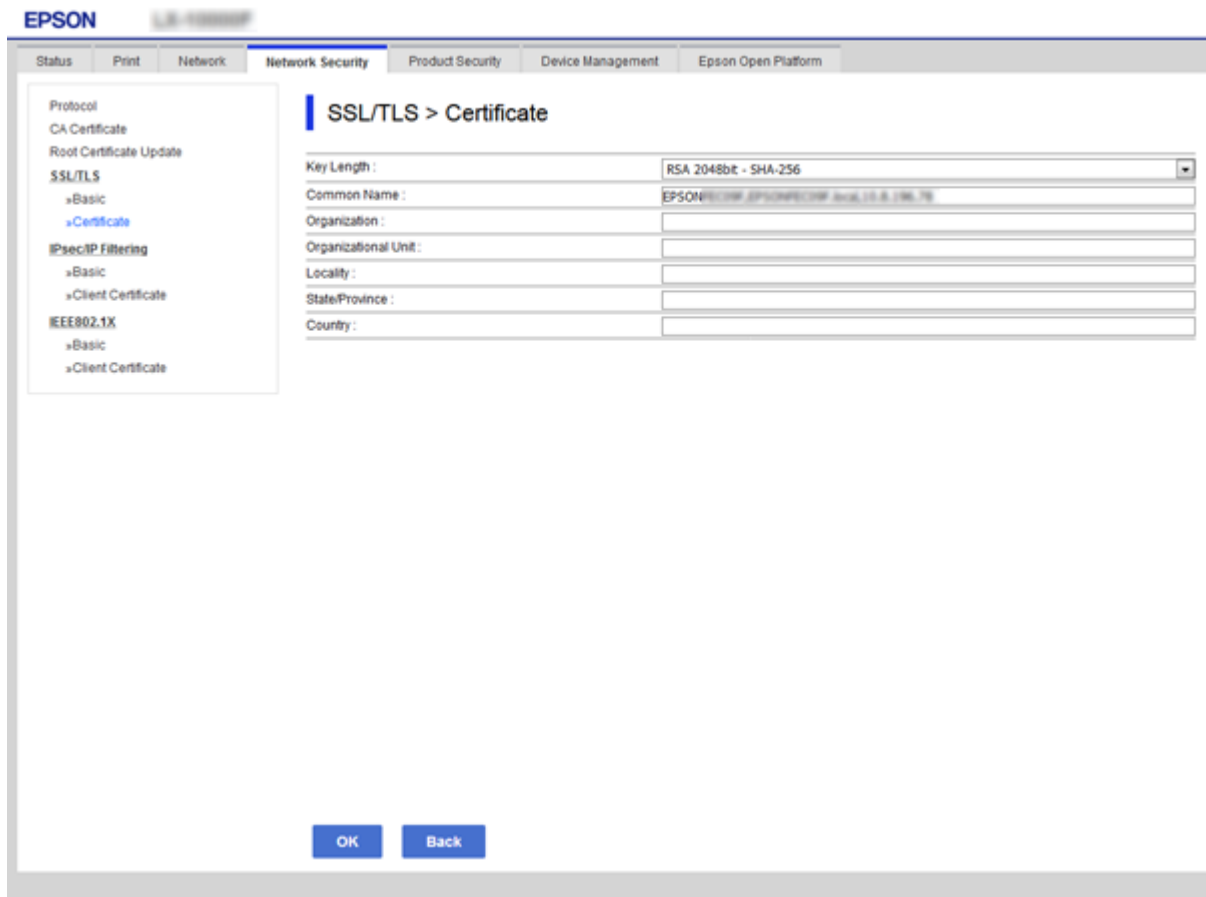 EPSON
Status Print Network Network Security Product Security Device Management Epson Open Platform
Protocol
CA Certificate
Root Certificate Update
SSL/TLS
»Basic
»Certificate
IPsec/IP Filtering
»Basic
»Client Certificate
IEEE802.1X
»Basic
»Client Certificate
SSL/TLS > Certificate
Key Length : RSA 2048bit - SHA-256
Common Name : EPSON
Organization :
Organizational Unit :
Locality :
State/Province :
Country :
OK Back